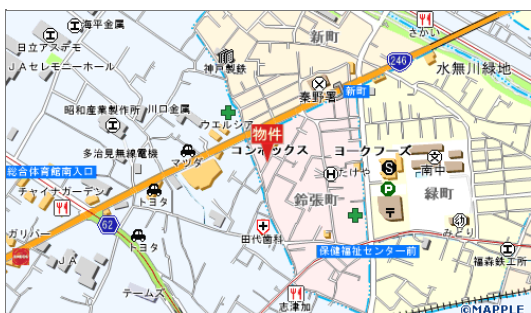 海平金属
日立アスデモ
JAセレモニーホール
神戸製鉄
新町
さかい
246
水無川緑地
秦野署
新町
昭和産業製作所
川口金属
ウエルシア
物件
多治見無線電機
マツダ
コンボックス
ヨークフーズ
総合体育館南入口
チャイナガーデン
トヨタ
たけや
南中
S
P
鈴張町
緑町
62
ガリバー
トヨタ
田代歯科
みどり
保健福祉センター前
JA
福森鉄工所
テームズ
志津加
©MAPPLE